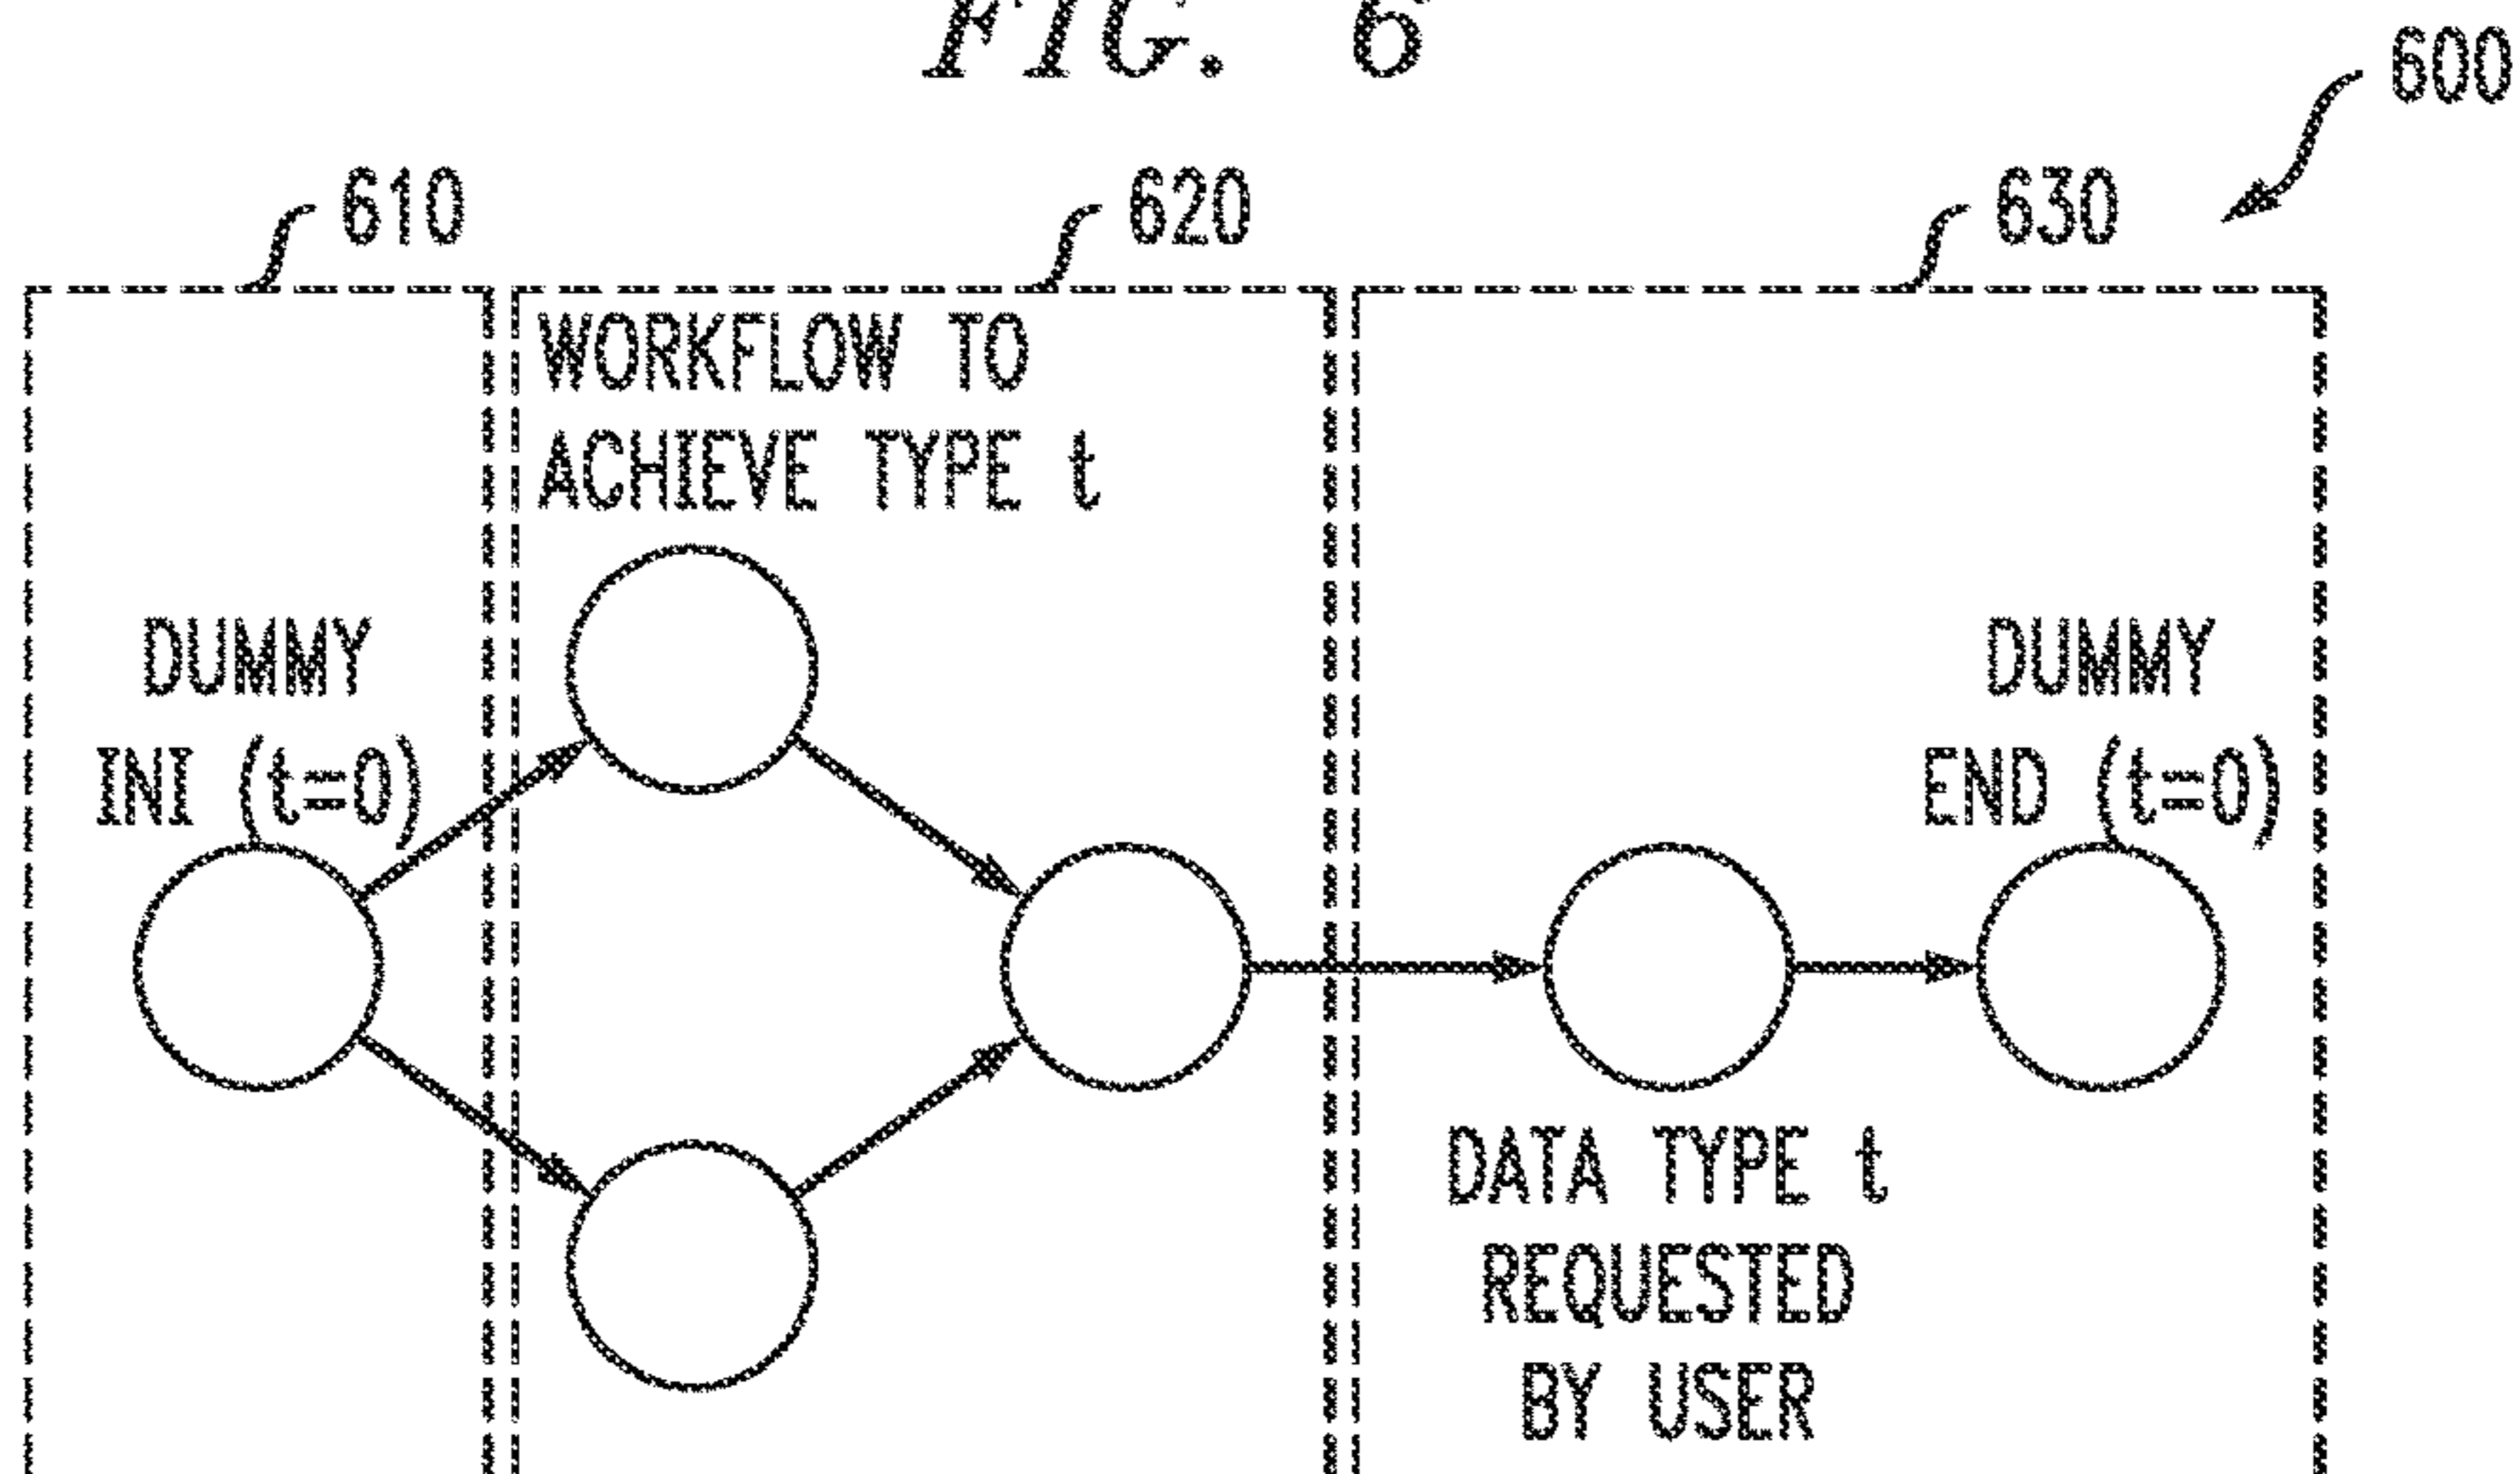 FIG. 6
600
610
620
630
WORKFLOW TO
ACHIEVE TYPE t
DUMMY
INI (t=0)
DUMMY
END (t=0)
DATA TYPE t
REQUESTED
BY USER